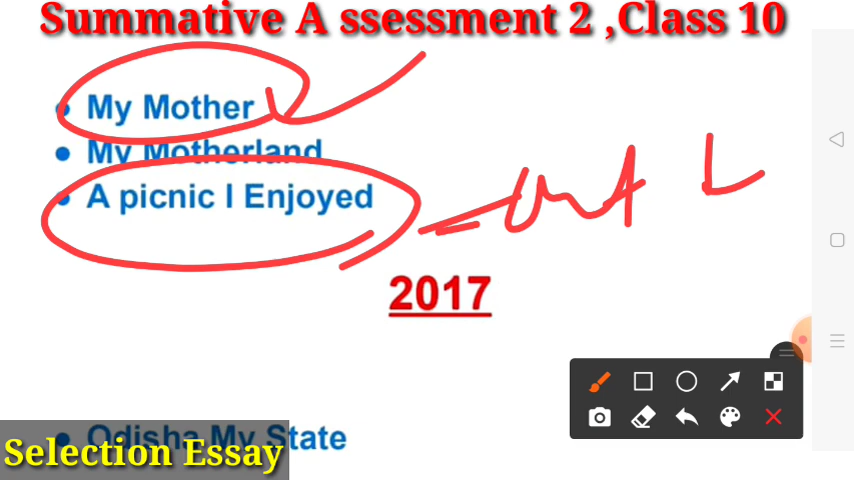 Summative A ssessment 2 ,Class 10
• My Mother
• My Motherland
• A picnic I Enjoyed
2017
• Odisha My State
Selection Essay